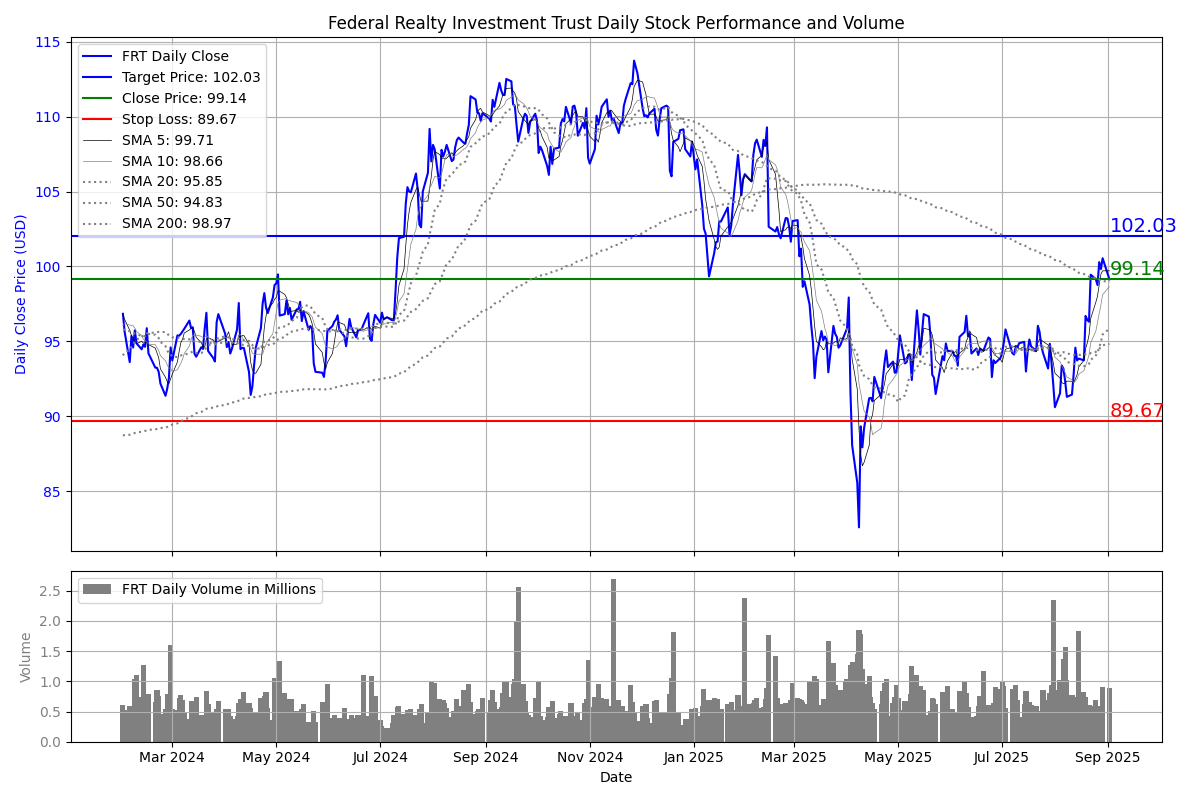 Federal Realty Investment Trust Daily Stock Performance and Volume
FRT Daily Close
Target Price: 102.03
Close Price: 99.14
Stop Loss: 89.67
SMA 5: 99.71
SMA 10: 98.66
SMA 20: 95.85
SMA 50: 94.83
SMA 200: 98.97
115
110
105
100
95
90
85
Daily Close Price (USD)
102.03
99.14
89.67
FRT Daily Volume in Millions
2.5
2.0
1.5
1.0
0.5
0.0
Volume
Mar 2024
May 2024
Jul 2024
Sep 2024
Nov 2024
Jan 2025
Mar 2025
May 2025
Jul 2025
Sep 2025
Date